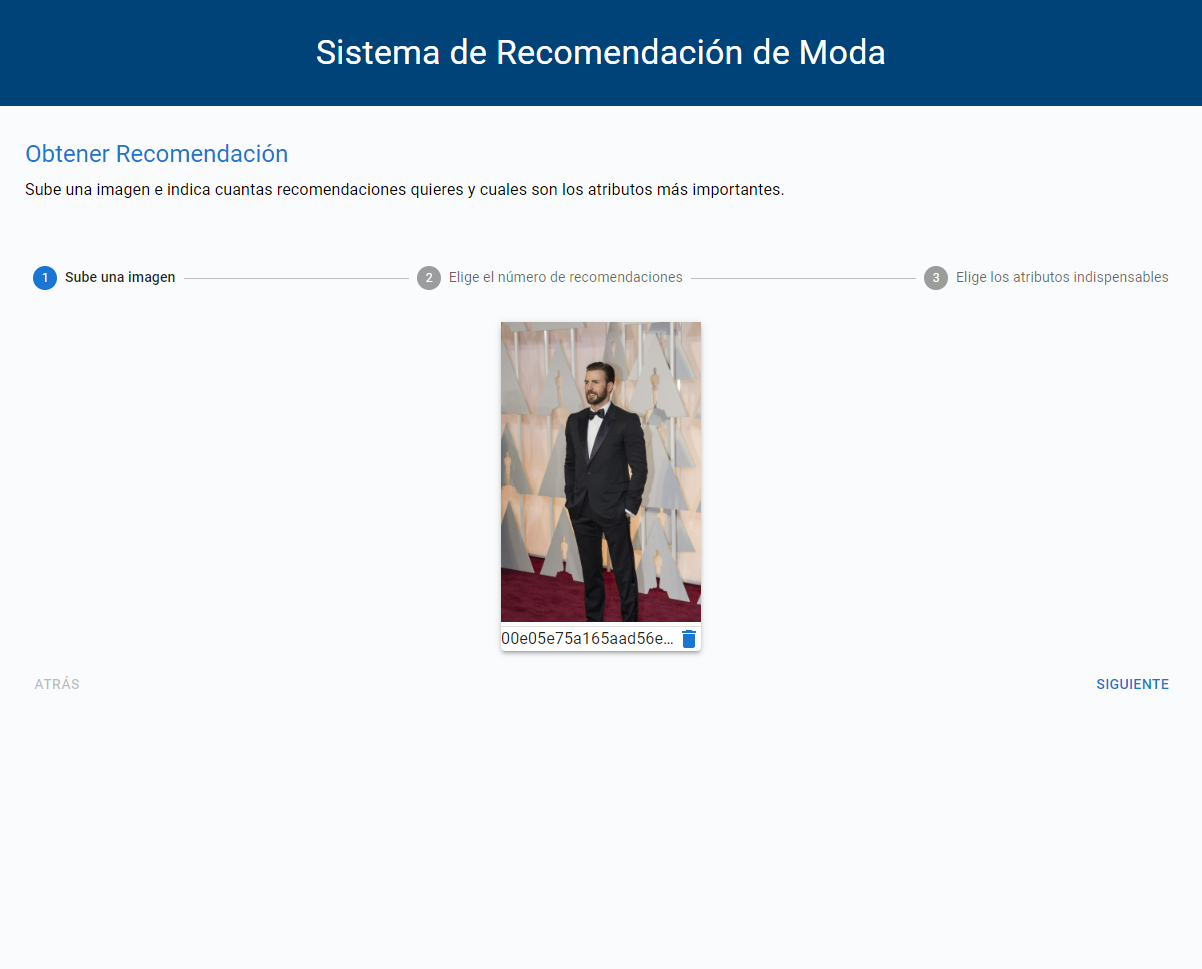 Sistema de Recomendación de Moda
Obtener Recomendación
Sube una imagen e indica cuantas recomendaciones quieres y cuales son los atributos más importantes.
1 Sube una imagen
2 Elige el número de recomendaciones
3 Elige los atributos indispensables
00e05e75a165aad56e...
ATRÁS
SIGUIENTE